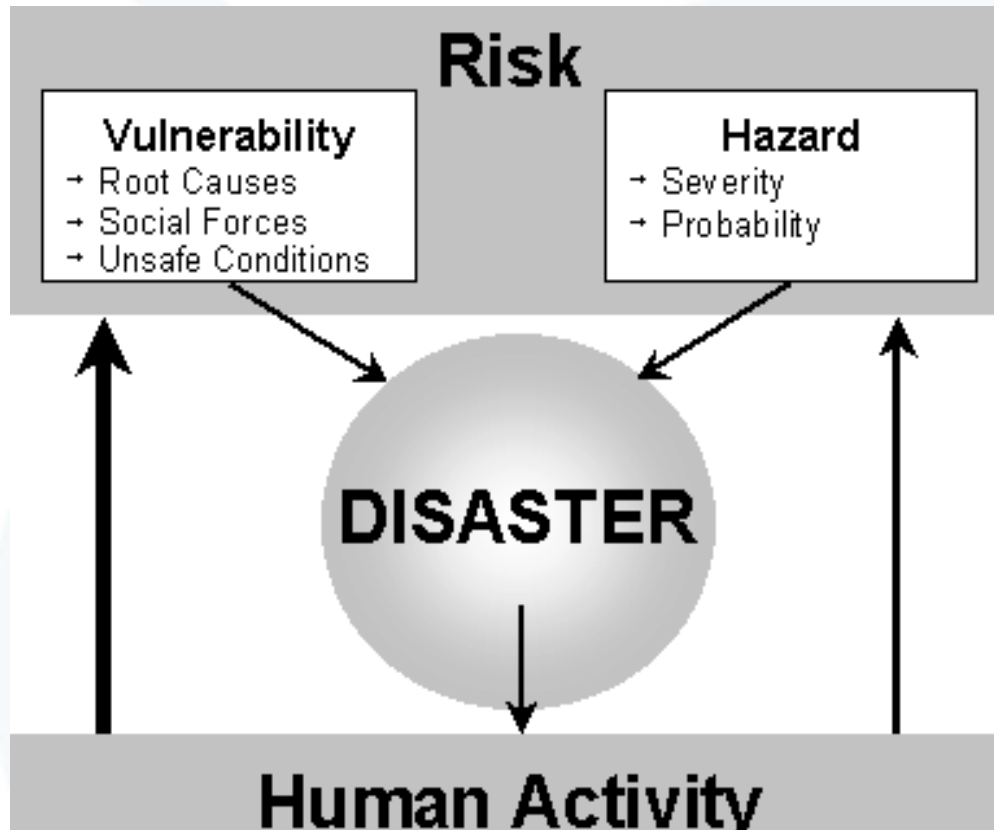 Risk
Vulnerability
→ Root Causes
→ Social Forces
→ Unsafe Conditions
Hazard
→ Severity
→ Probability
DISASTER
Human Activity